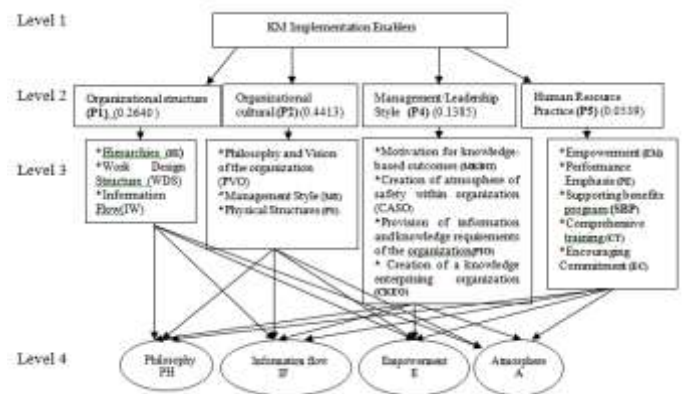 Level 1
KM Implementation Enablers
Level 2
Organizational structure
(P1), (0.2640)
Organizational
cultural (P2) (0.4413)
Management/Leadership
Style (P4) (0.1385)
Human Resource
Practice (P5) (0.0539)
Level 3
*Hierarchies
*Work Design
Structure (WDS)
*Information
Flow(IW)
*Philosophy and Vision
of the organization
(PVO)
*Management Style
*Physical Structures (PS)
*Motivation for knowledge-
based outcomes
*Creation of atmosphere of
safety within organization
(CASO)
*Provision of information
and knowledge requirements
of the organization
* Creation of a knowledge
enterprising organization
(CKEO)
*Empowerment (EM)
*Performance
Emphasis (PE)
*Supporting benefits
program (SBP)
*Comprehensive
training (CT)
*Encouraging
Commitment (EC)
Level 4
Philosophy
PH
Information flow
IF
Empowerment
E
Atmosphere
A